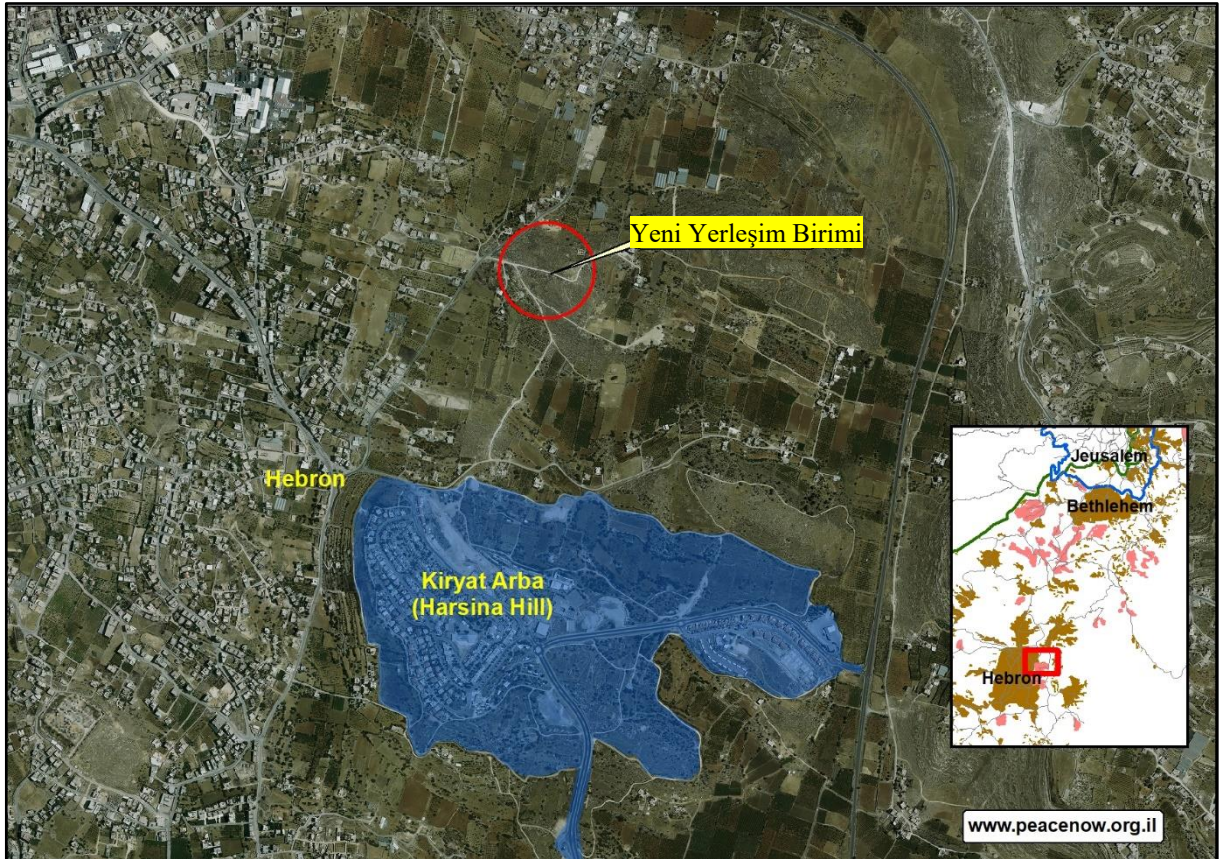 Yeni Yerleşim Birimi
Hebron
Kiryat Arba
(Harsina Hill)
Jeusalem
Bethlehem
Hebron
www.peacenow.org.il